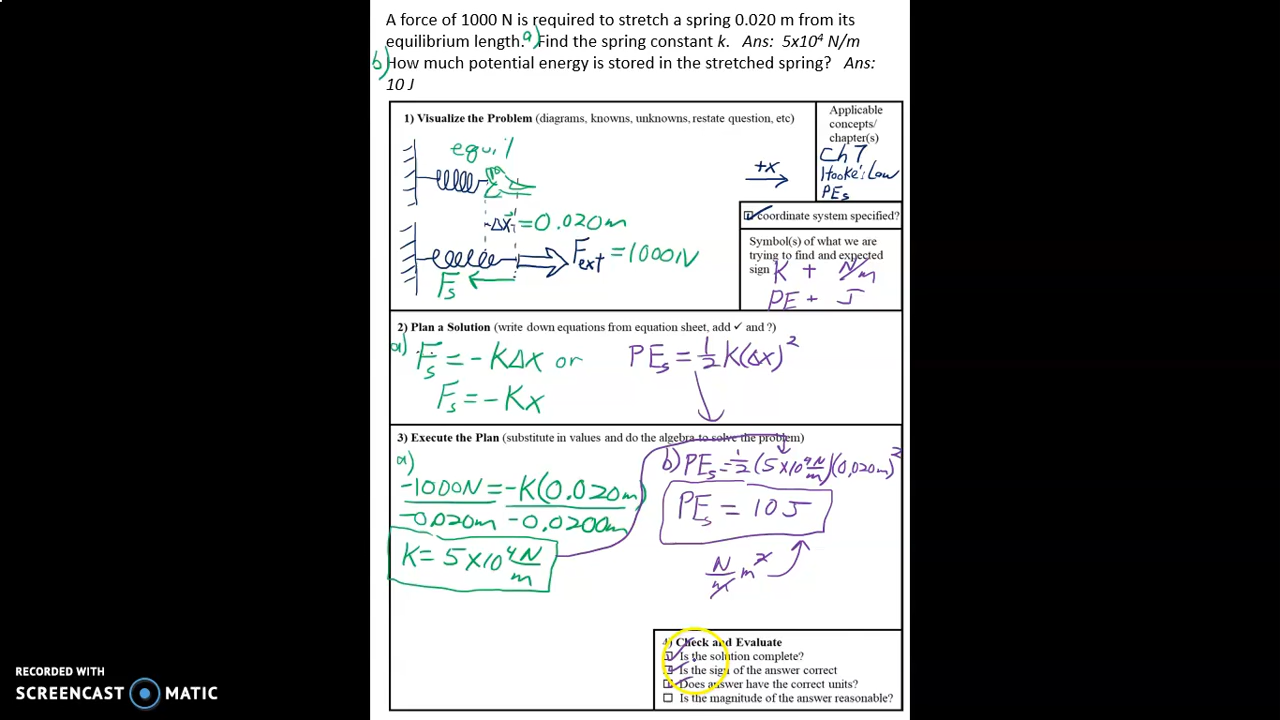 A force of 1000 N is required to stretch a spring 0.020 m from its
equilibrium length. a) Find the spring constant k. Ans: 5x10⁴ N/m
b) How much potential energy is stored in the stretched spring? Ans:
10 J
1) Visualize the Problem (diagrams, knowns, unknowns, restate question, etc)
Applicable
concepts/
chapter(s)
Ch 7
Hooke's Law
PEs
equil
+x
Δx = 0.020m
Fext = 1000N
Fs
coordinate system specified?
Symbol(s) of what we are
trying to find and expected
sign K + N/m
PE + J
2) Plan a Solution (write down equations from equation sheet, add ✓ and ?)
a) Fs = -KΔx or
Fs = -Kx
PEs = 1/2 K(Δx)²
3) Execute the Plan (substitute in values and do the algebra to solve the problem)
a)
-1000N = -K(0.020m)
-0.020m -0.0200m
K = 5x10⁴ N/m
b) PEs = 1/2 (5x10⁴ N/m)(0.020m)²
PEs = 10J
N/m m²
4) Check and Evaluate
Is the solution complete?
Is the sign of the answer correct
Does answer have the correct units?
Is the magnitude of the answer reasonable?
RECORDED WITH
SCREENCAST MATIC